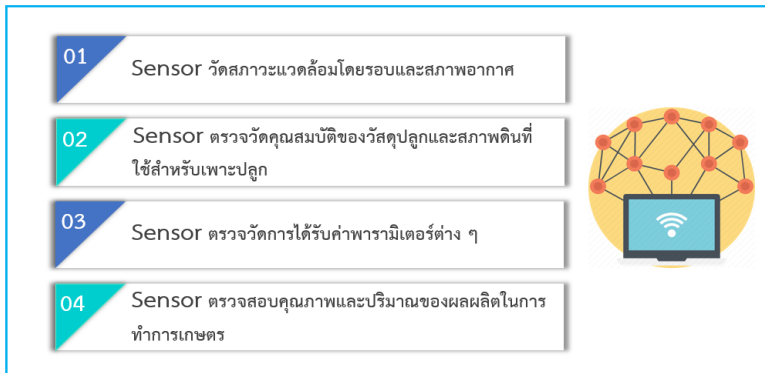 01
Sensor วัดสภาวะแวดล้อมโดยรอบและสภาพอากาศ
02
Sensor ตรวจวัดคุณสมบัติของวัสดุปลูกและสภาพดินที่
ใช้สำหรับเพาะปลูก
03
Sensor ตรวจวัดการได้รับค่าพารามิเตอร์ต่าง ๆ
04
Sensor ตรวจสอบคุณภาพและปริมาณของผลผลิตในการ
ทำการเกษตร